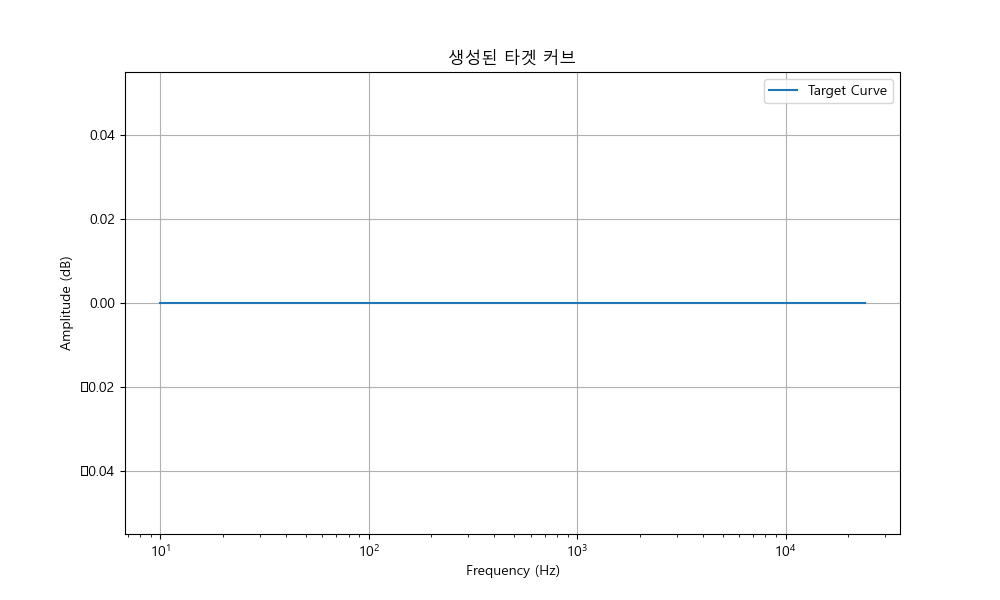 생성된 타겟 커브
Target Curve
0.04
0.02
0.00
□0.02
□0.04
Amplitude (dB)
10¹
10²
10³
10⁴
Frequency (Hz)